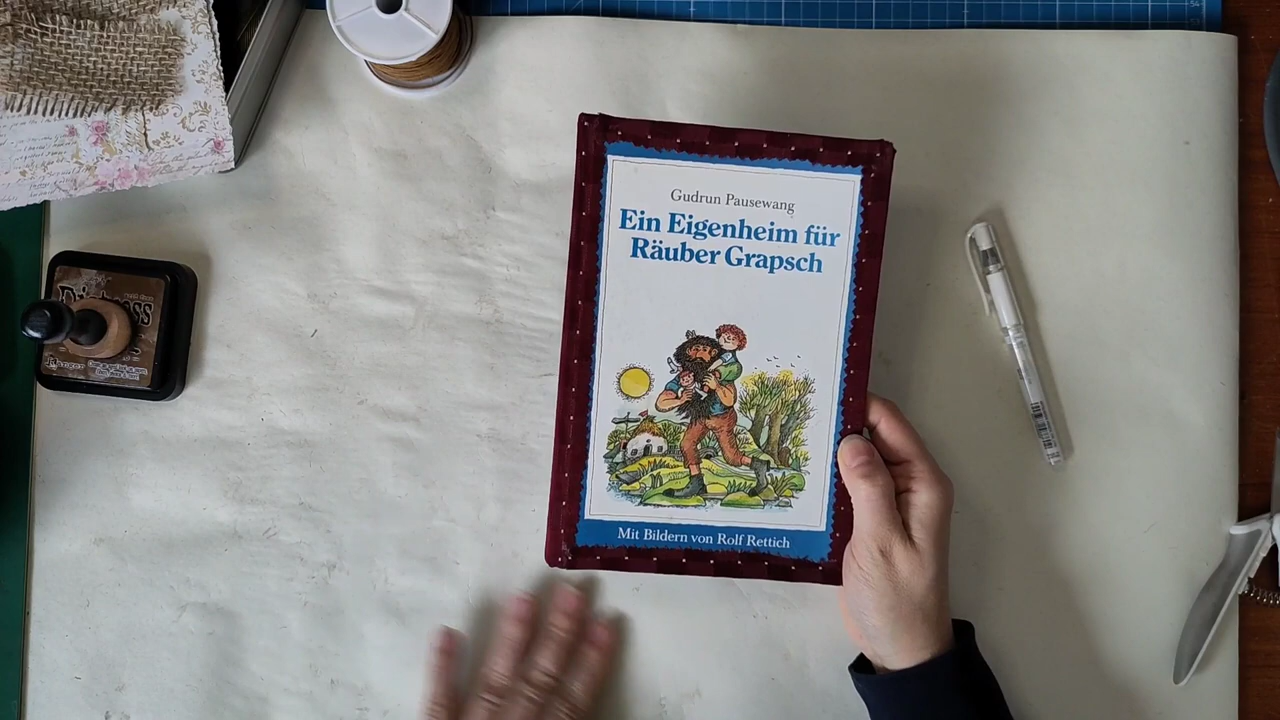 Gudrun Pausewang
Ein Eigenheim für
Räuber Grapsch
Mit Bildern von Rolf Rettich